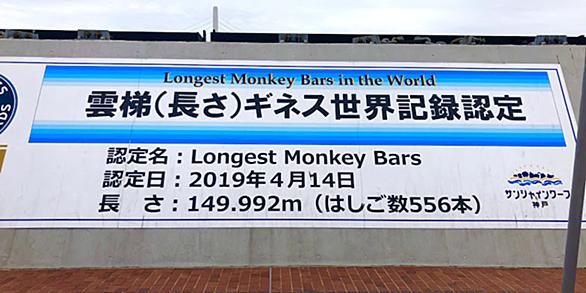 Longest Monkey Bars in the World
雲梯(長さ)ギネス世界記録認定
認定名：Longest Monkey Bars
認定日：2019年4月14日
長　さ：149.992m（はしご数556本）
サンシャインワーフ
神戸